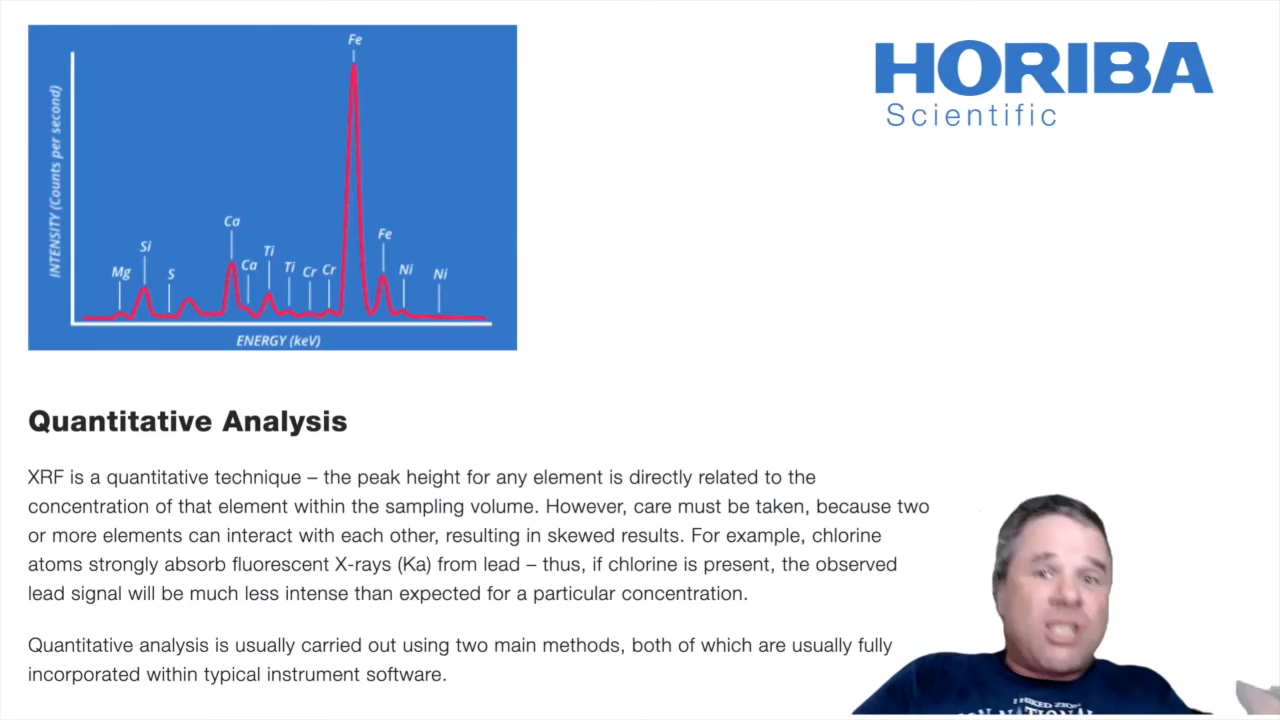 Fe
HORIBA
Scientific
INTENSITY (Counts per second)
Ca
Si
Fe
Ti
Mg
S
Ca
Ti
Cr
Cr
Ni
Ni
ENERGY (keV)
Quantitative Analysis
XRF is a quantitative technique – the peak height for any element is directly related to the
concentration of that element within the sampling volume. However, care must be taken, because two
or more elements can interact with each other, resulting in skewed results. For example, chlorine
atoms strongly absorb fluorescent X-rays (Ka) from lead – thus, if chlorine is present, the observed
lead signal will be much less intense than expected for a particular concentration.
Quantitative analysis is usually carried out using two main methods, both of which are usually fully
incorporated within typical instrument software.
I HIKED ZION